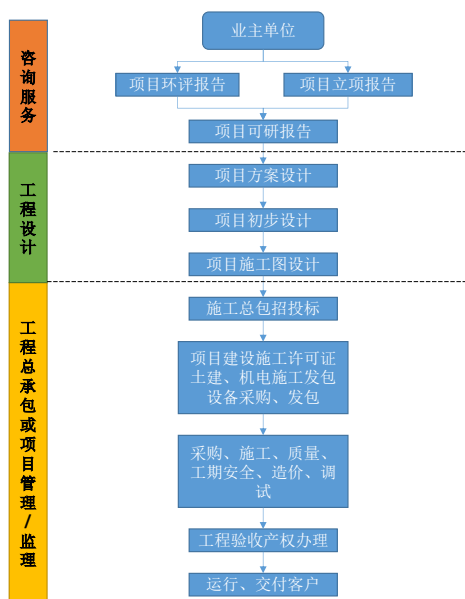 业主单位
咨询服务
项目环评报告
项目立项报告
项目可研报告
工程设计
项目方案设计
项目初步设计
项目施工图设计
工程总承包或项目管理/监理
施工总包招投标
项目建设施工许可证
土建、机电施工发包
设备采购、发包
采购、施工、质量、
工期安全、造价、调
试
工程验收产权办理
运行、交付客户